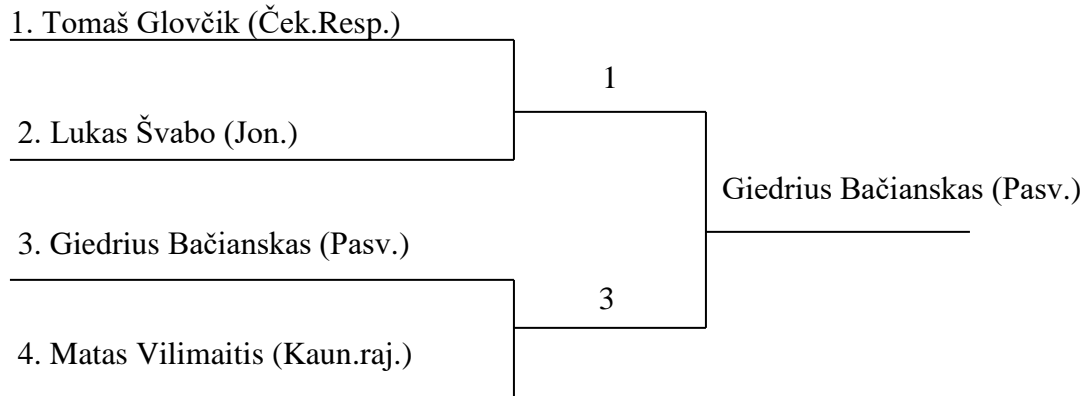 1. Tomaš Glovčik (Ček.Resp.)
1
2. Lukas Švabo (Jon.)
Giedrius Bačianskas (Pasv.)
3. Giedrius Bačianskas (Pasv.)
3
4. Matas Vilimaitis (Kaun.raj.)